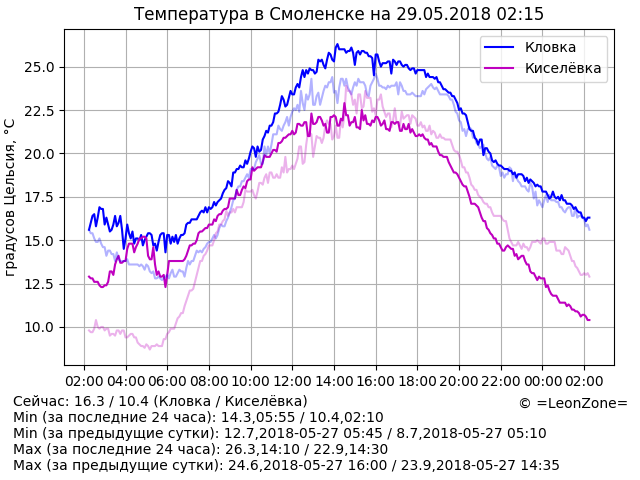 Температура в Смоленске на 29.05.2018 02:15
Кловка
Киселёвка
градусов Цельсия, °C
25.0
22.5
20.0
17.5
15.0
12.5
10.0
02:00 04:00 06:00 08:00 10:00 12:00 14:00 16:00 18:00 20:00 22:00 00:00 02:00
Сейчас: 16.3 / 10.4 (Кловка / Киселёвка)
© =LeonZone=
Min (за последние 24 часа): 14.3,05:55 / 10.4,02:10
Min (за предыдущие сутки): 12.7,2018-05-27 05:45 / 8.7,2018-05-27 05:10
Max (за последние 24 часа): 26.3,14:10 / 22.9,14:30
Max (за предыдущие сутки): 24.6,2018-05-27 16:00 / 23.9,2018-05-27 14:35